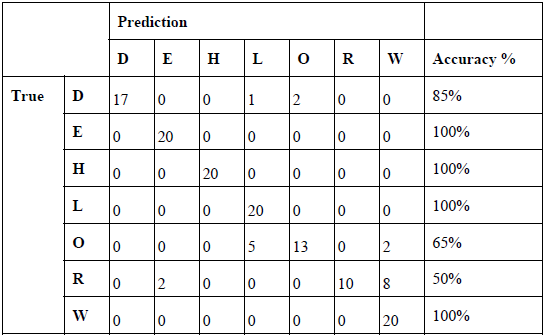 Prediction
D E H L O R W Accuracy %
True D 17 0 0 1 2 0 0 85%
E 0 20 0 0 0 0 0 100%
H 0 0 20 0 0 0 0 100%
L 0 0 0 20 0 0 0 100%
O 0 0 0 5 13 0 2 65%
R 0 2 0 0 0 10 8 50%
W 0 0 0 0 0 0 20 100%